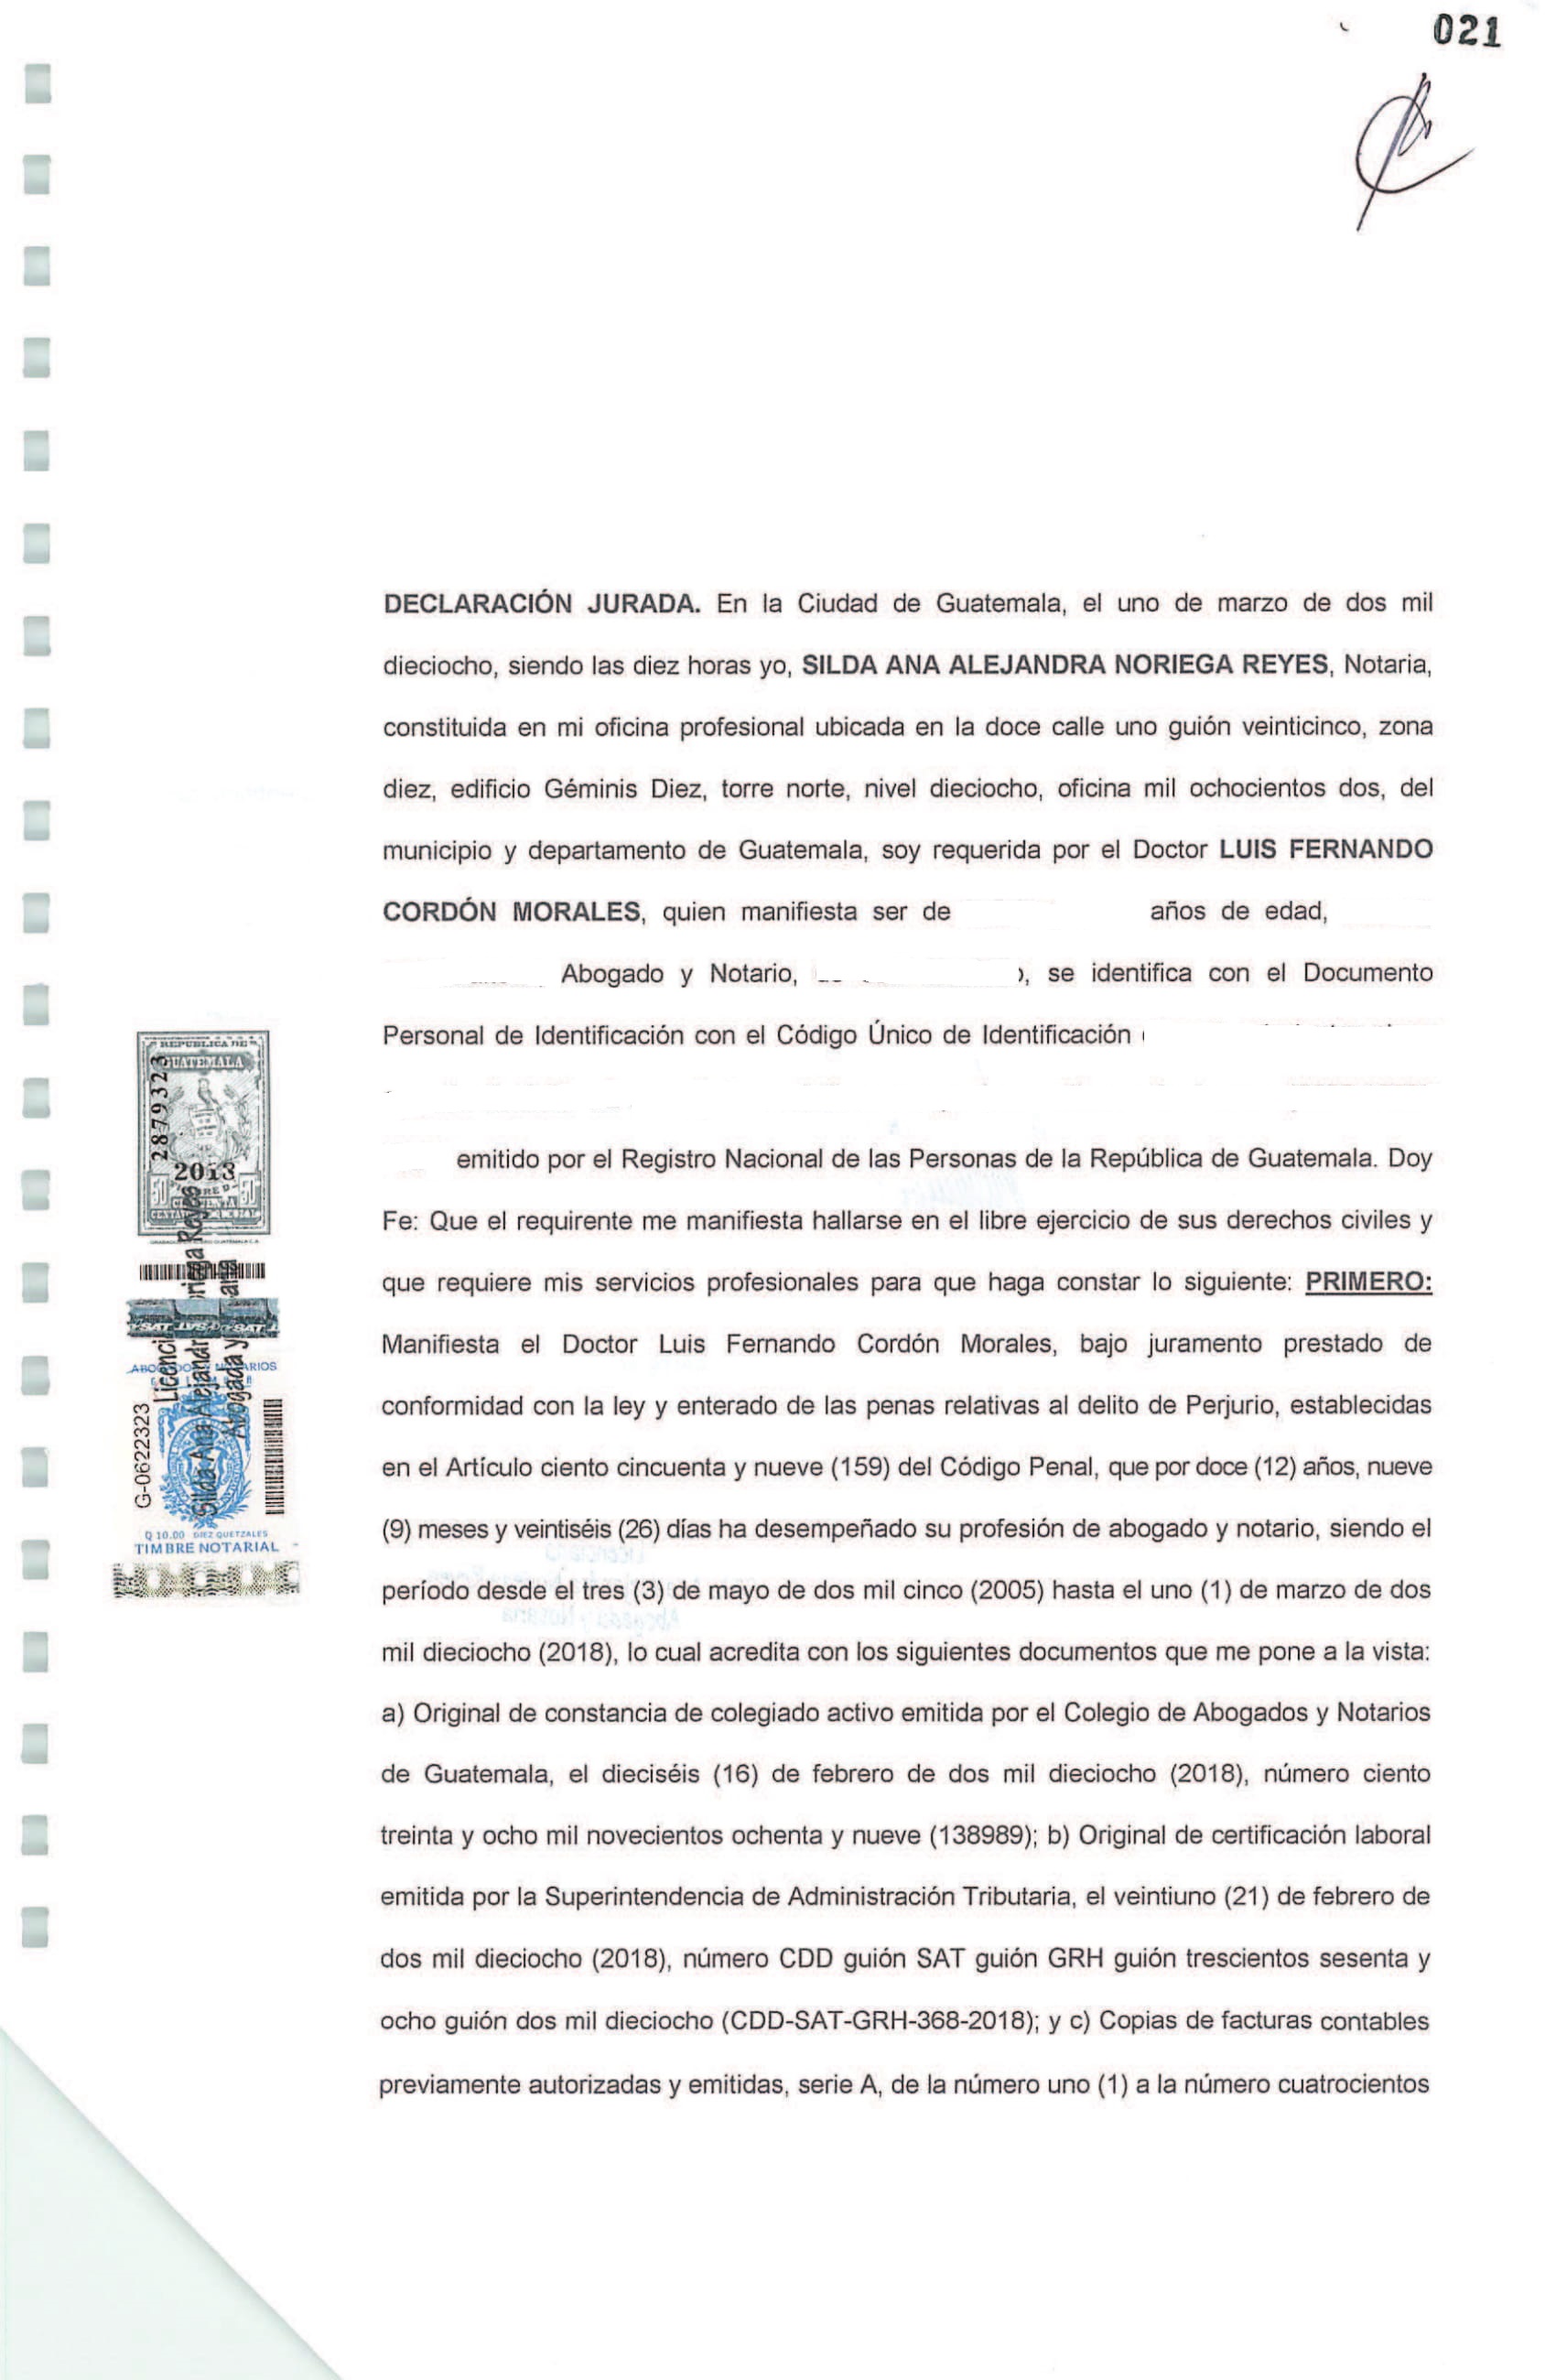 021
DECLARACIÓN JURADA. En la Ciudad de Guatemala, el uno de marzo de dos mil
dieciocho, siendo las diez horas yo, SILDA ANA ALEJANDRA NORIEGA REYES, Notaria,
constituida en mi oficina profesional ubicada en la doce calle uno guión veinticinco, zona
diez, edificio Géminis Diez, torre norte, nivel dieciocho, oficina mil ochocientos dos, del
municipio y departamento de Guatemala, soy requerida por el Doctor LUIS FERNANDO
CORDÓN MORALES, quien manifiesta ser de años de edad,
Abogado y Notario, , se identifica con el Documento
Personal de Identificación con el Código Único de Identificación
emitido por el Registro Nacional de las Personas de la República de Guatemala. Doy
Fe: Que el requirente me manifiesta hallarse en el libre ejercicio de sus derechos civiles y
que requiere mis servicios profesionales para que haga constar lo siguiente: PRIMERO:
Manifiesta el Doctor Luis Fernando Cordón Morales, bajo juramento prestado de
conformidad con la ley y enterado de las penas relativas al delito de Perjurio, establecidas
en el Artículo ciento cincuenta y nueve (159) del Código Penal, que por doce (12) años, nueve
(9) meses y veintiséis (26) días ha desempeñado su profesión de abogado y notario, siendo el
período desde el tres (3) de mayo de dos mil cinco (2005) hasta el uno (1) de marzo de dos
mil dieciocho (2018), lo cual acredita con los siguientes documentos que me pone a la vista:
a) Original de constancia de colegiado activo emitida por el Colegio de Abogados y Notarios
de Guatemala, el dieciséis (16) de febrero de dos mil dieciocho (2018), número ciento
treinta y ocho mil novecientos ochenta y nueve (138989); b) Original de certificación laboral
emitida por la Superintendencia de Administración Tributaria, el veintiuno (21) de febrero de
dos mil dieciocho (2018), número CDD guión SAT guión GRH guión trescientos sesenta y
ocho guión dos mil dieciocho (CDD-SAT-GRH-368-2018); y c) Copias de facturas contables
previamente autorizadas y emitidas, serie A, de la número uno (1) a la número cuatrocientos
REPUBLICA DE
GUATEMALA
2879323
2013
G-0622323
Q 10.00 DIEZ QUETZALES
TIMBRE NOTARIAL